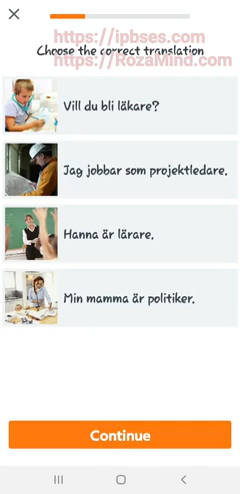 https://ipbses.com
Choose the correct translation
https://RozaMind.com
Vill du bli läkare?
Jag jobbar som projektledare.
Hanna är lärare.
Min mamma är politiker.
Continue